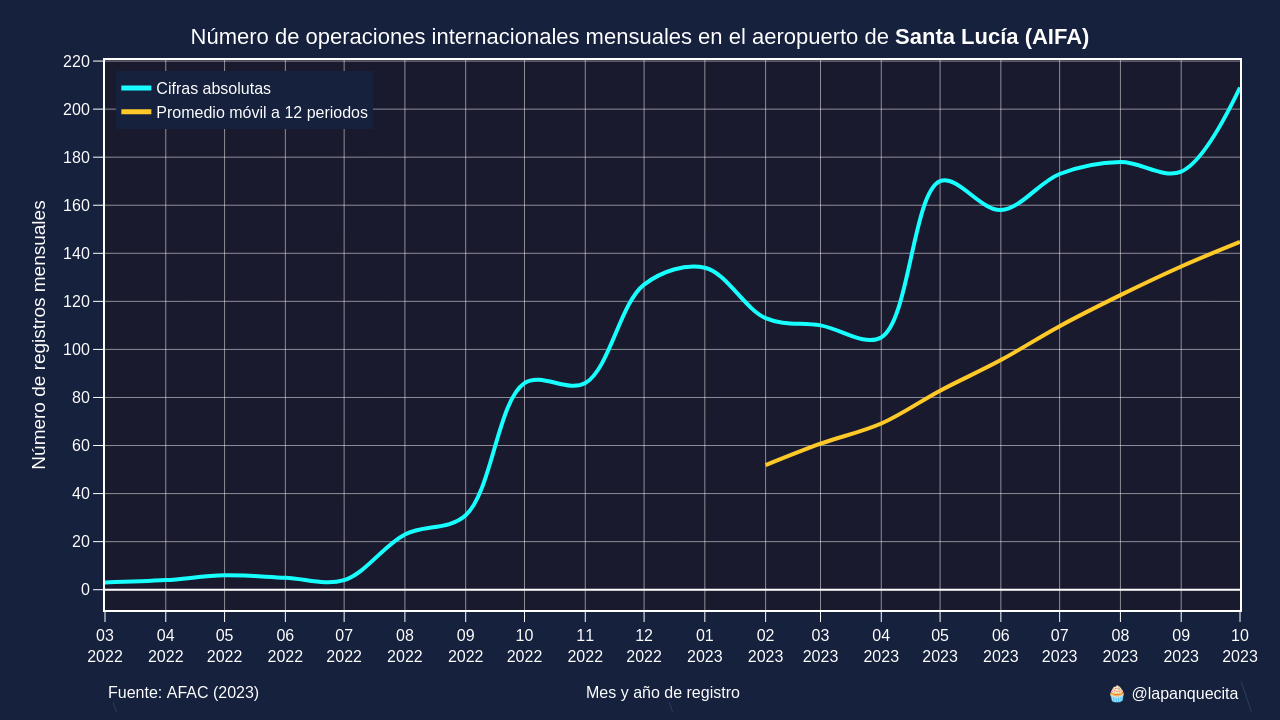 Número de operaciones internacionales mensuales en el aeropuerto de Santa Lucía (AIFA)
Cifras absolutas
Promedio móvil a 12 periodos
Número de registros mensuales
220
200
180
160
140
120
100
80
60
40
20
0
03 04 05 06 07 08 09 10 11 12 01 02 03 04 05 06 07 08 09 10
2022 2022 2022 2022 2022 2022 2022 2022 2022 2022 2023 2023 2023 2023 2023 2023 2023 2023 2023 2023
Fuente: AFAC (2023)
Mes y año de registro
🧁 @lapanquecita